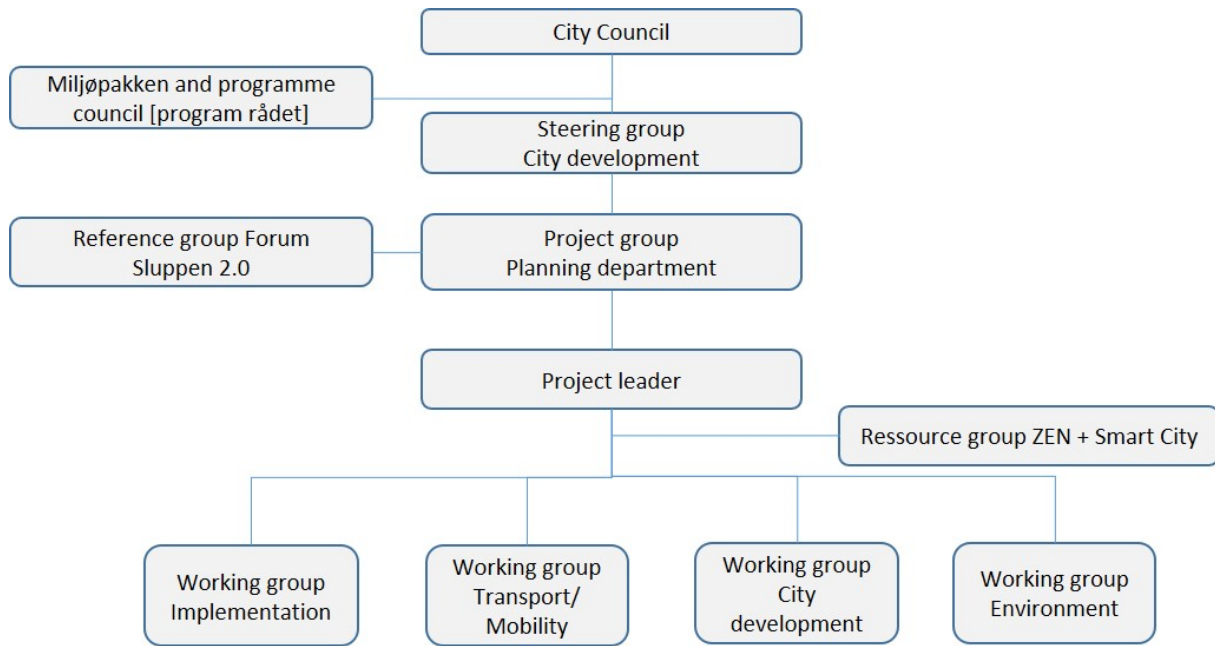 City Council
Miljøpakken and programme
council [program rådet]
Steering group
City development
Reference group Forum
Sluppen 2.0
Project group
Planning department
Project leader
Ressource group ZEN + Smart City
Working group
Implementation
Working group
Transport/
Mobility
Working group
City
development
Working group
Environment